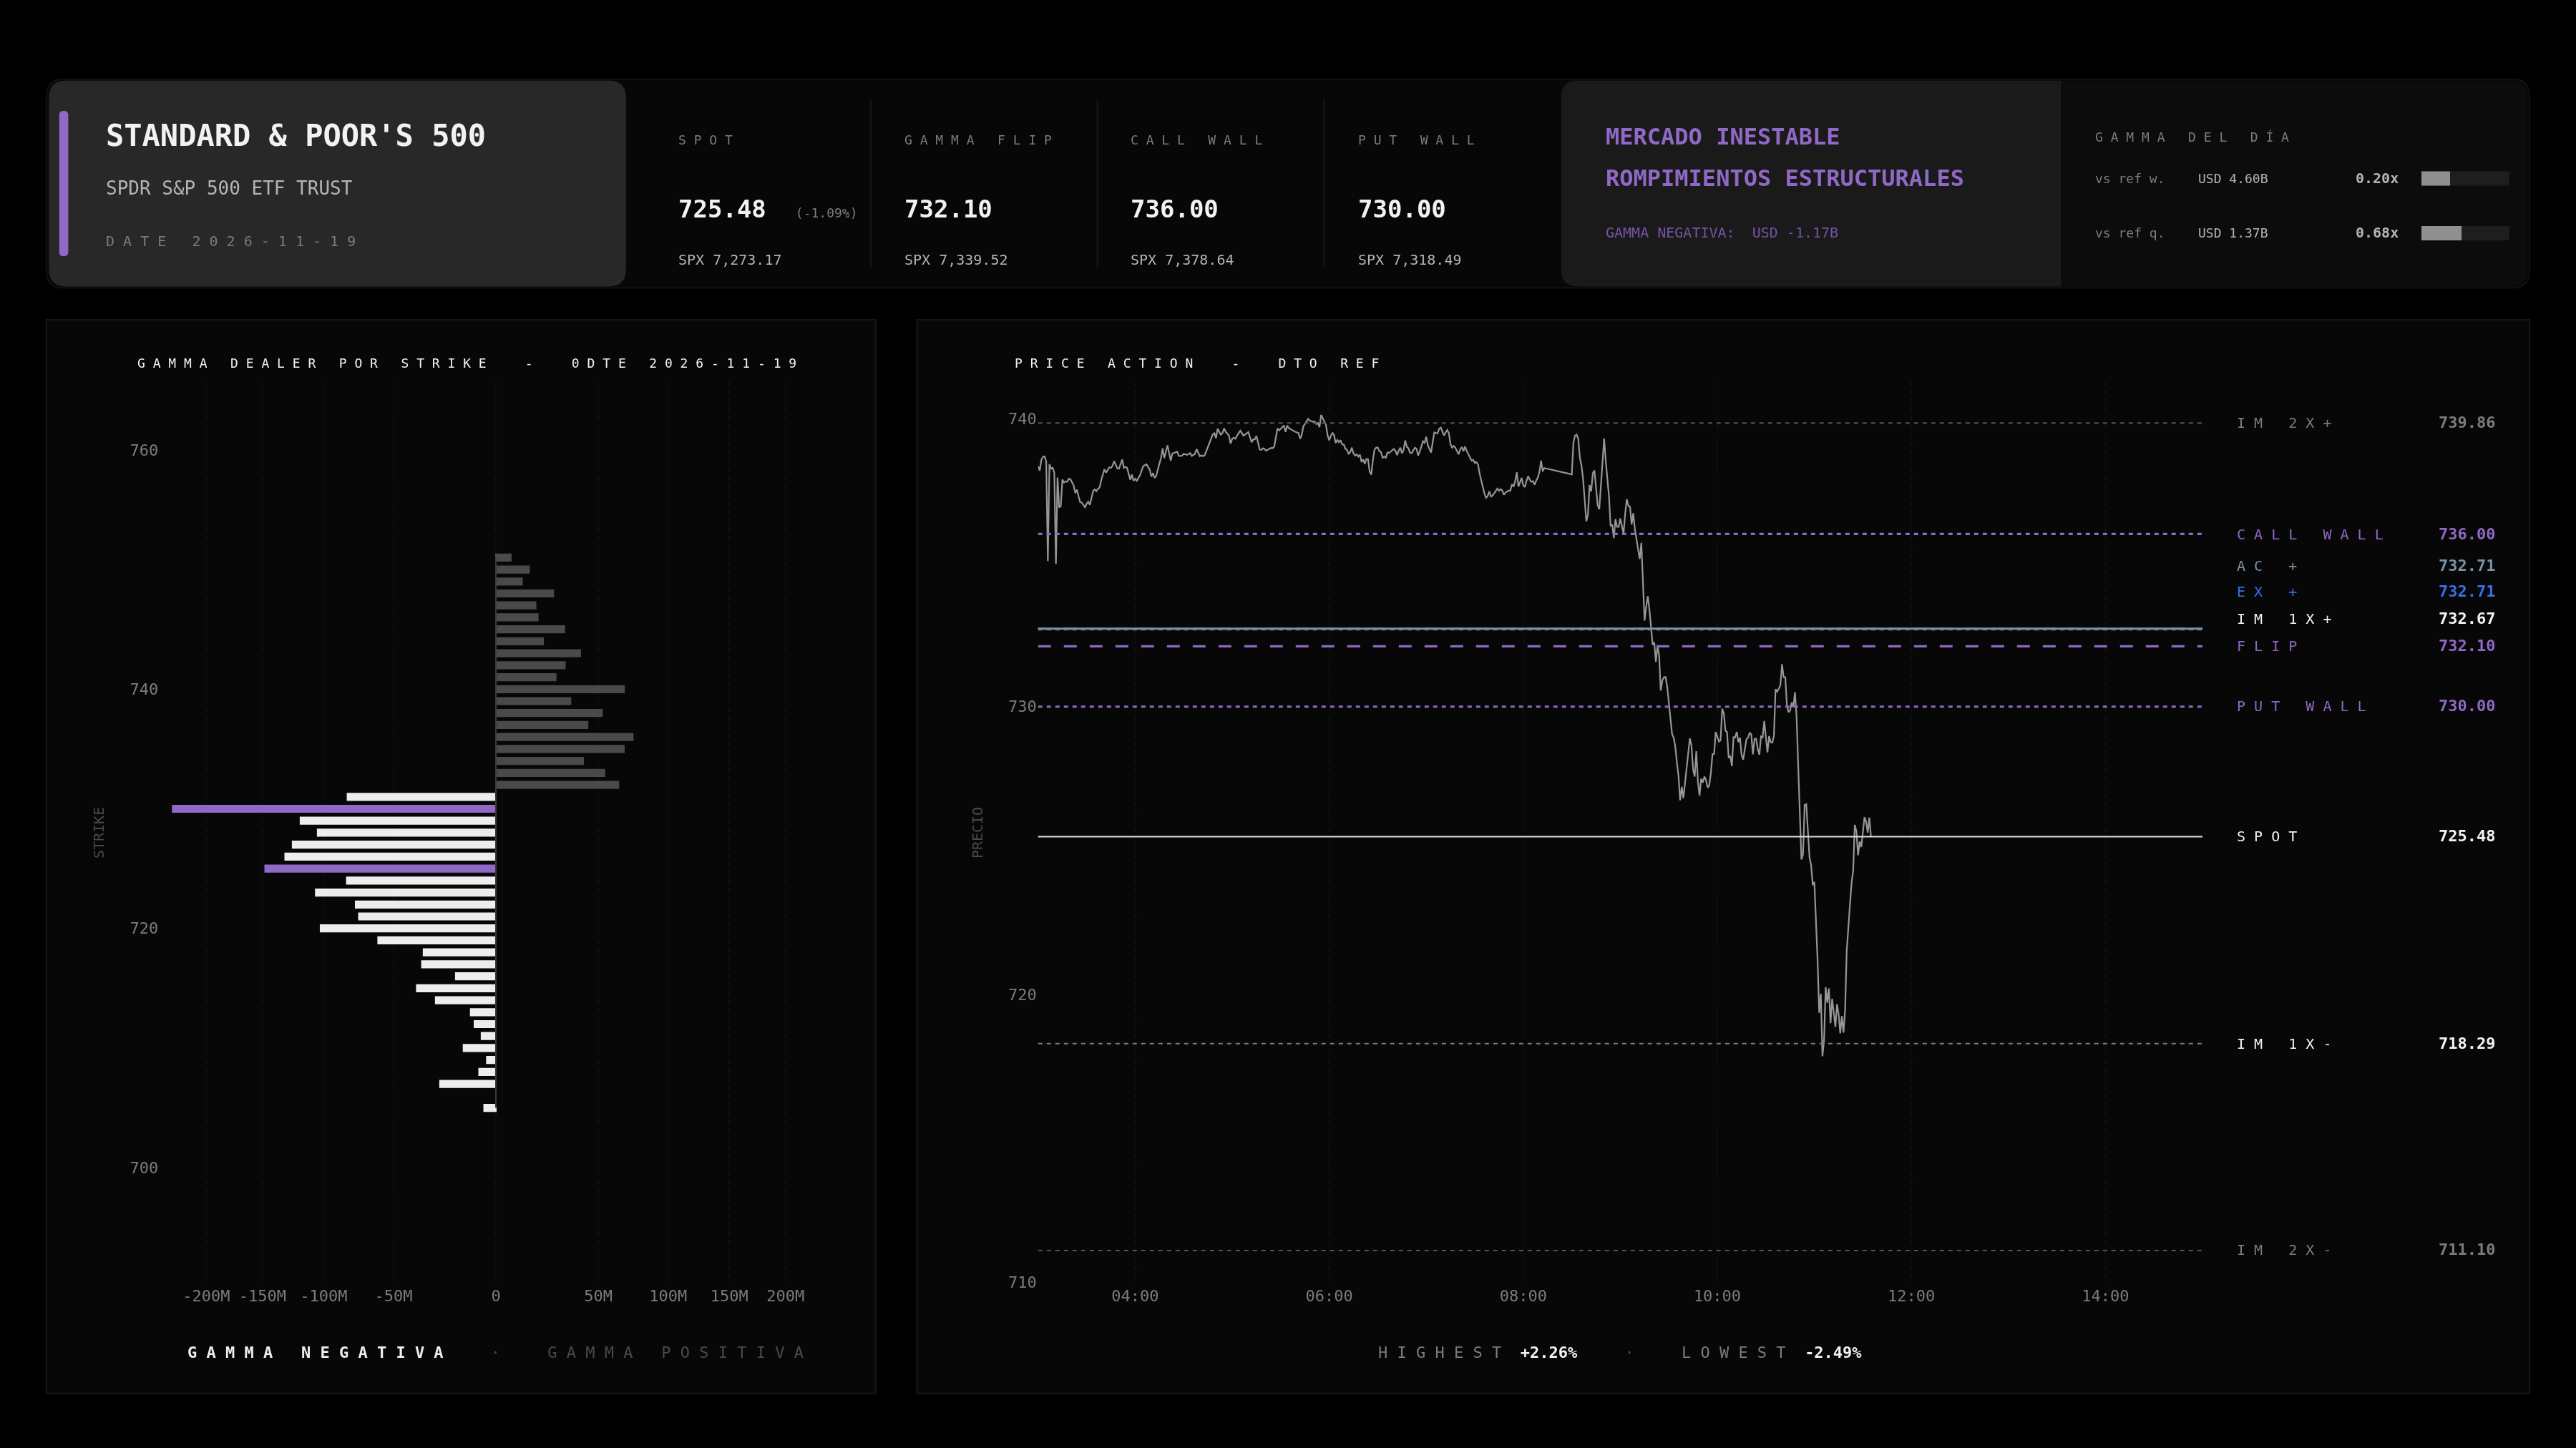 STANDARD & POOR'S 500
SPDR S&P 500 ETF TRUST
DATE 2026-11-19
SPOT
725.48 (-1.09%)
SPX 7,273.17
GAMMA FLIP
732.10
SPX 7,339.52
CALL WALL
736.00
SPX 7,378.64
PUT WALL
730.00
SPX 7,318.49
MERCADO INESTABLE
ROMPIMIENTOS ESTRUCTURALES
GAMMA NEGATIVA: USD -1.17B
GAMMA DEL DÍA
vs ref w. USD 4.60B 0.20x
vs ref q. USD 1.37B 0.68x
GAMMA DEALER POR STRIKE - 0DTE 2026-11-19
760
740
720
700
STRIKE
-200M -150M -100M -50M 0 50M 100M 150M 200M
GAMMA NEGATIVA · GAMMA POSITIVA
PRICE ACTION - DTO REF
740
730
720
710
PRECIO
IM 2X+ 739.86
CALL WALL 736.00
AC + 732.71
EX + 732.71
IM 1X+ 732.67
FLIP 732.10
PUT WALL 730.00
SPOT 725.48
IM 1X- 718.29
IM 2X- 711.10
04:00 06:00 08:00 10:00 12:00 14:00
HIGHEST +2.26% · LOWEST -2.49%